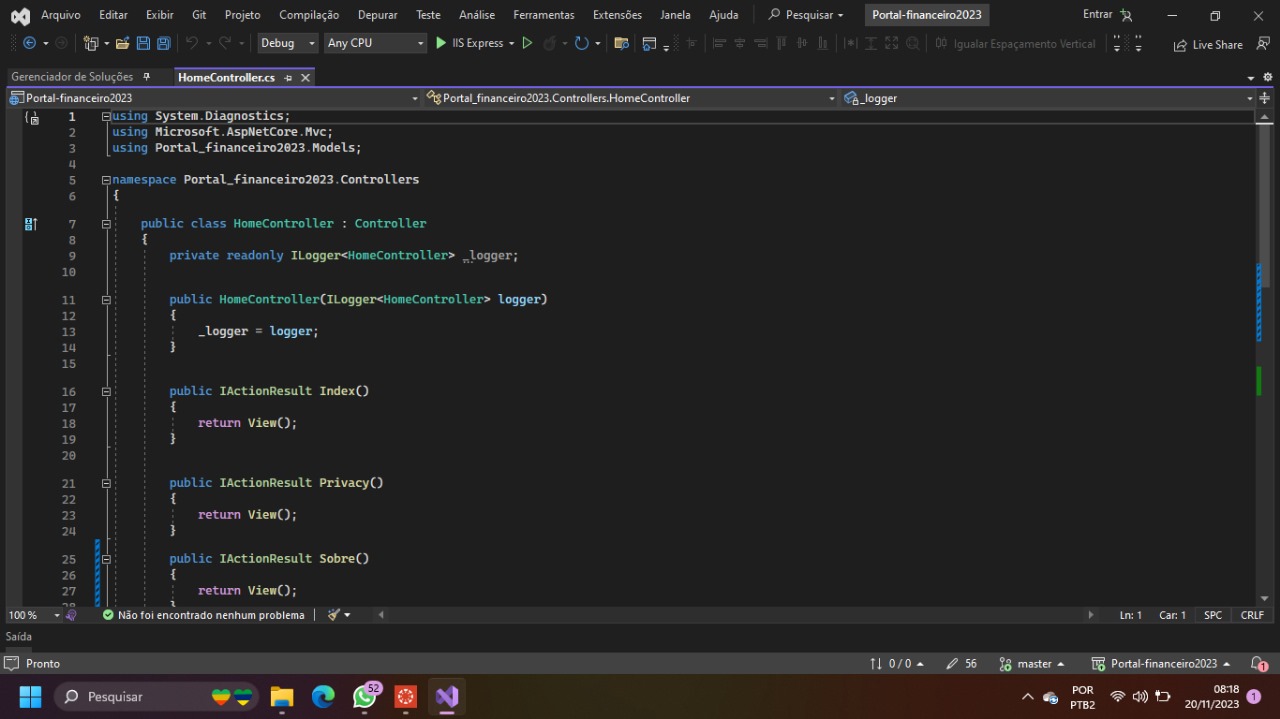 Arquivo Editar Exibir Git Projeto Compilação Depurar Teste Análise Ferramentas Extensões Janela Ajuda Pesquisar Portal-financeiro2023 Entrar
Debug Any CPU IIS Express Igualar Espaçamento Vertical Live Share
Gerenciador de Soluções HomeController.cs
Portal-financeiro2023 Portal_financeiro2023.Controllers.HomeController _logger
1 using System.Diagnostics;
2 using Microsoft.AspNetCore.Mvc;
3 using Portal_financeiro2023.Models;
4
5 namespace Portal_financeiro2023.Controllers
6 {
7 public class HomeController : Controller
8 {
9 private readonly ILogger<HomeController> _logger;
10
11 public HomeController(ILogger<HomeController> logger)
12 {
13 _logger = logger;
14 }
15
16 public IActionResult Index()
17 {
18 return View();
19 }
20
21 public IActionResult Privacy()
22 {
23 return View();
24 }
25 public IActionResult Sobre()
26 {
27 return View();
28 }
100 % Não foi encontrado nenhum problema Ln: 1 Car: 1 SPC CRLF
Saída
Pronto 0 / 0 56 master Portal-financeiro2023 1
Pesquisar 52 POR 08:18 1
PTB2 20/11/2023